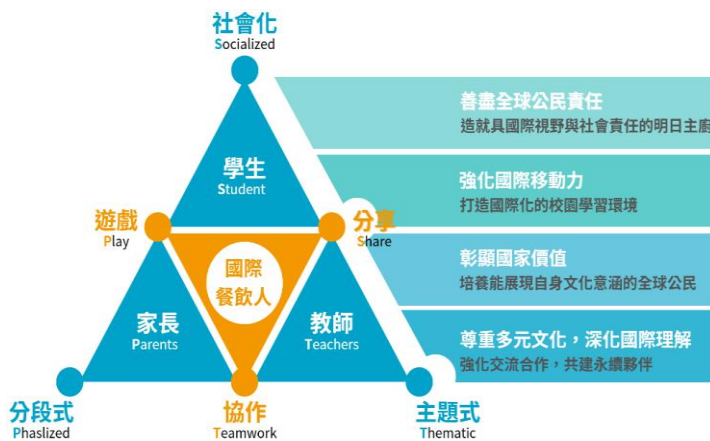 社會化
Socialized
學生
Student
遊戲
Play
分享
Share
國際
餐飲人
家長
Parents
教師
Teachers
分段式
Phaslized
協作
Teamwork
主題式
Thematic
善盡全球公民責任
造就具國際視野與社會責任的明日主廚
強化國際移動力
打造國際化的校園學習環境
彰顯國家價值
培養能展現自身文化意涵的全球公民
尊重多元文化，深化國際理解
強化交流合作，共建永續夥伴